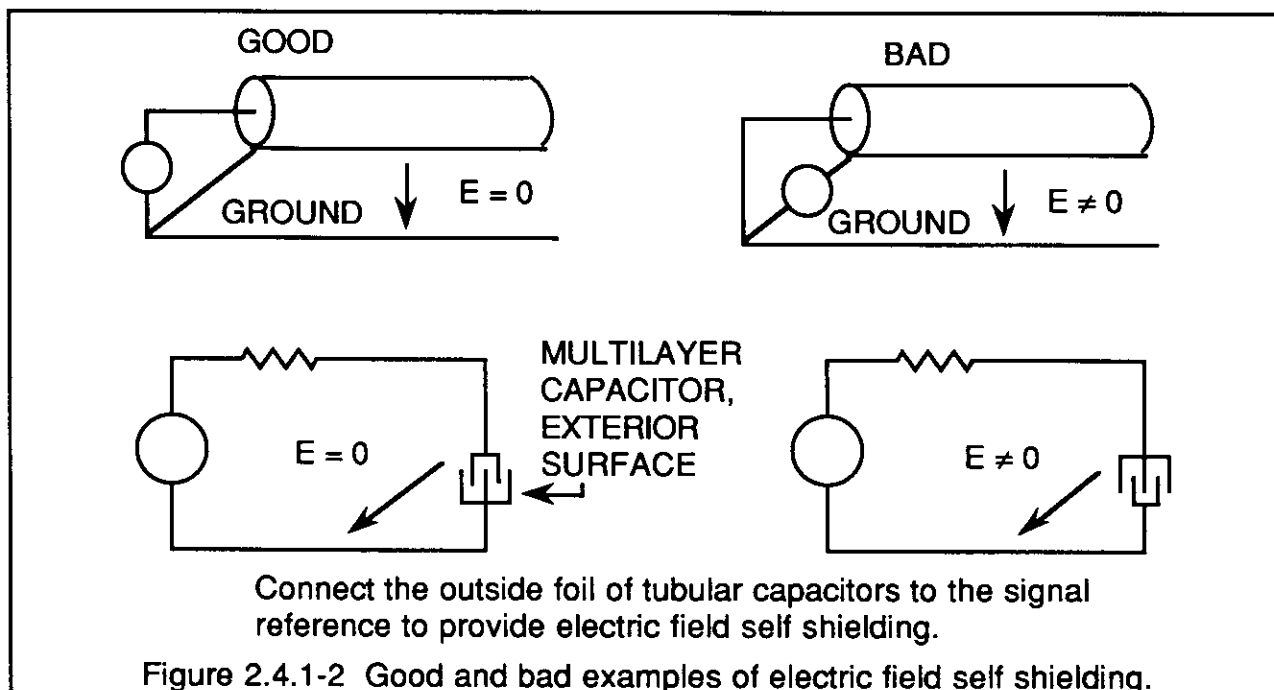 GOOD
BAD
E = 0
GROUND
E ≠ 0
GROUND
MULTILAYER
CAPACITOR,
EXTERIOR
SURFACE
E = 0
E ≠ 0
Connect the outside foil of tubular capacitors to the signal
reference to provide electric field self shielding.
Figure 2.4.1-2 Good and bad examples of electric field self shielding.